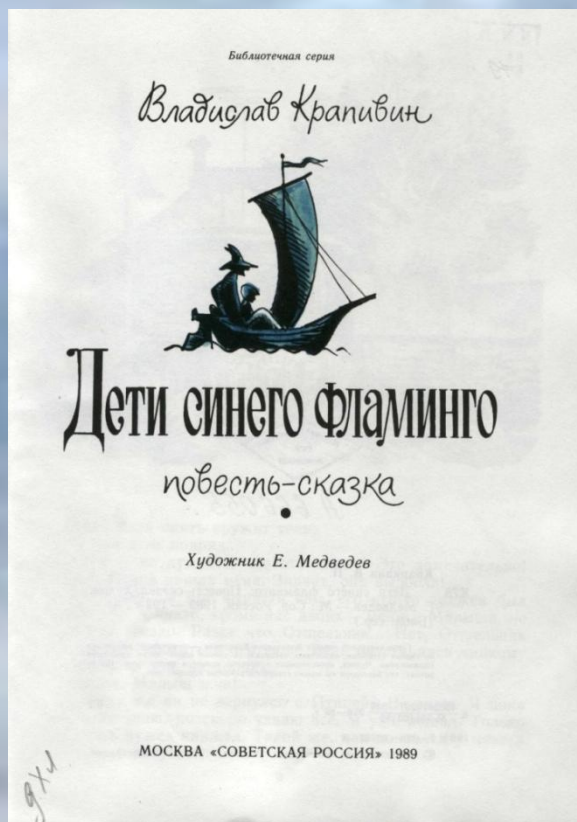 Библиотечная серия
Владислав Крапивин
Дети синего фламинго
повесть-сказка
Художник Е. Медведев
МОСКВА «СОВЕТСКАЯ РОССИЯ» 1989